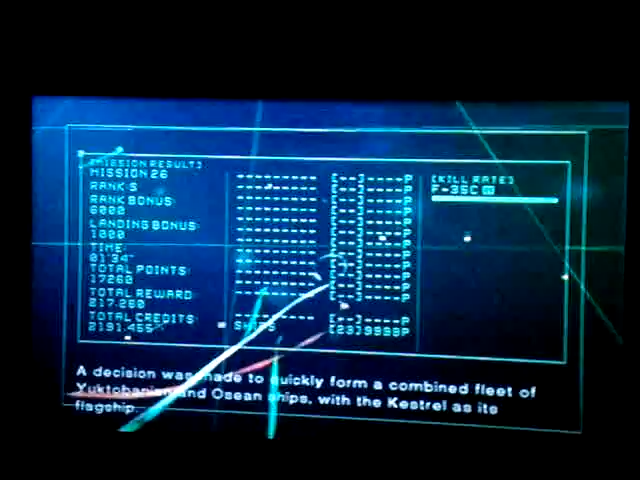 [MISSION RESULT]
MISSION 26
RANK:S
RANK BONUS:
6000
LANDING BONUS:
1000
TIME:
01'34"
TOTAL POINTS:
17260
TOTAL REWARD:
217.260
TOTAL CREDITS:
2191.455
SHIPS [23]9998P
[KILL RATE]
F-35C
A decision was made to quickly form a combined fleet of
Yuktobanian and Osean ships, with the Kestrel as its
flagship.